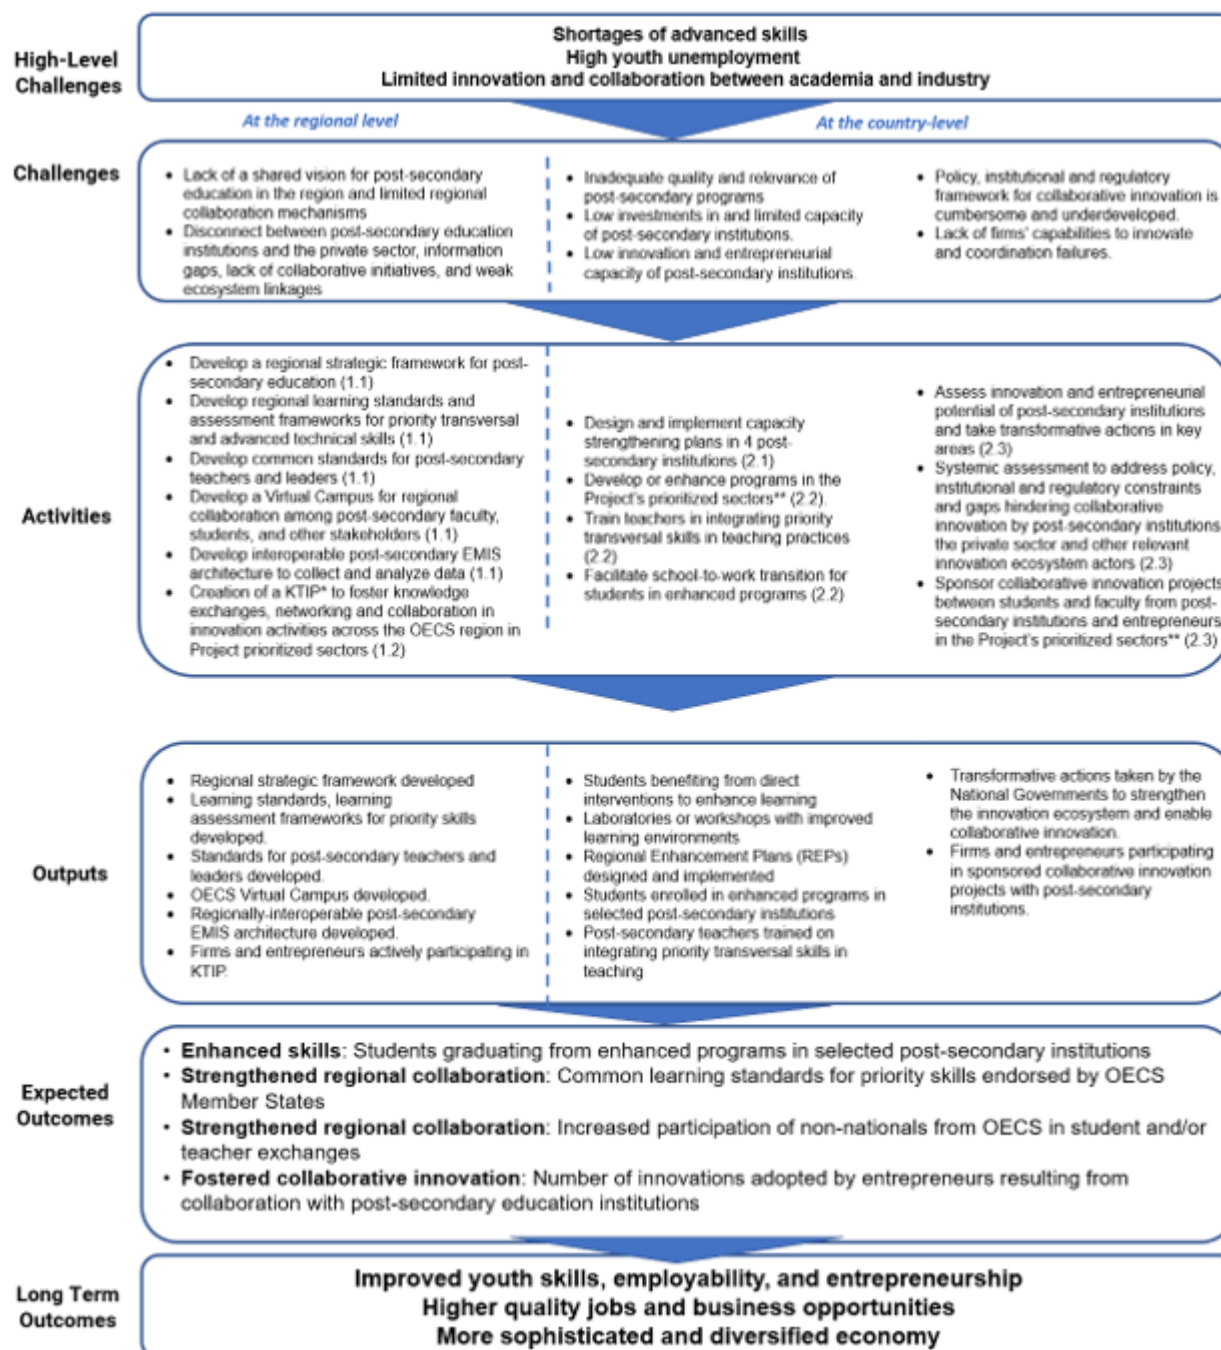 High-Level
Challenges
Shortages of advanced skills
High youth unemployment
Limited innovation and collaboration between academia and industry
At the regional level
At the country-level
Challenges
• Lack of a shared vision for post-secondary
education in the region and limited regional
collaboration mechanisms
• Disconnect between post-secondary education
institutions and the private sector, information
gaps, lack of collaborative initiatives, and weak
ecosystem linkages
• Inadequate quality and relevance of
post-secondary programs
• Low investments in and limited capacity
of post-secondary institutions.
• Low innovation and entrepreneurial
capacity of post-secondary institutions.
• Policy, institutional and regulatory
framework for collaborative innovation is
cumbersome and underdeveloped.
• Lack of firms' capabilities to innovate
and coordination failures.
Activities
• Develop a regional strategic framework for post-
secondary education (1.1)
• Develop regional learning standards and
assessment frameworks for priority transversal
and advanced technical skills (1.1)
• Develop common standards for post-secondary
teachers and leaders (1.1)
• Develop a Virtual Campus for regional
collaboration among post-secondary faculty,
students, and other stakeholders (1.1)
• Develop interoperable post-secondary EMIS
architecture to collect and analyze data (1.1)
• Creation of a KTIP* to foster knowledge
exchanges, networking and collaboration in
innovation activities across the OECS region in
Project prioritized sectors (1.2)
• Design and implement capacity
strengthening plans in 4 post-
secondary institutions (2.1)
• Develop or enhance programs in the
Project's prioritized sectors** (2.2).
• Train teachers in integrating priority
transversal skills in teaching practices
(2.2)
• Facilitate school-to-work transition for
students in enhanced programs (2.2)
• Assess innovation and entrepreneurial
potential of post-secondary institutions
and take transformative actions in key
areas (2.3)
• Systemic assessment to address policy,
institutional and regulatory constraints
and gaps hindering collaborative
innovation by post-secondary institutions
the private sector and other relevant
innovation ecosystem actors (2.3)
• Sponsor collaborative innovation projects
between students and faculty from post-
secondary institutions and entrepreneurs
in the Project's prioritized sectors** (2.3)
Outputs
• Regional strategic framework developed
• Learning standards, learning
assessment frameworks for priority skills
developed.
• Standards for post-secondary teachers and
leaders developed.
• OECS Virtual Campus developed.
• Regionally-interoperable post-secondary
EMIS architecture developed.
• Firms and entrepreneurs actively participating in
KTIP.
• Students benefiting from direct
interventions to enhance learning
• Laboratories or workshops with improved
learning environments
• Regional Enhancement Plans (REPs)
designed and implemented
• Students enrolled in enhanced programs in
selected post-secondary institutions
• Post-secondary teachers trained on
integrating priority transversal skills in
teaching
• Transformative actions taken by the
National Governments to strengthen
the innovation ecosystem and enable
collaborative innovation.
• Firms and entrepreneurs participating
in sponsored collaborative innovation
projects with post-secondary
institutions.
Expected
Outcomes
• Enhanced skills: Students graduating from enhanced programs in selected post-secondary institutions
• Strengthened regional collaboration: Common learning standards for priority skills endorsed by OECS
Member States
• Strengthened regional collaboration: Increased participation of non-nationals from OECS in student and/or
teacher exchanges
• Fostered collaborative innovation: Number of innovations adopted by entrepreneurs resulting from
collaboration with post-secondary education institutions
Long Term
Outcomes
Improved youth skills, employability, and entrepreneurship
Higher quality jobs and business opportunities
More sophisticated and diversified economy